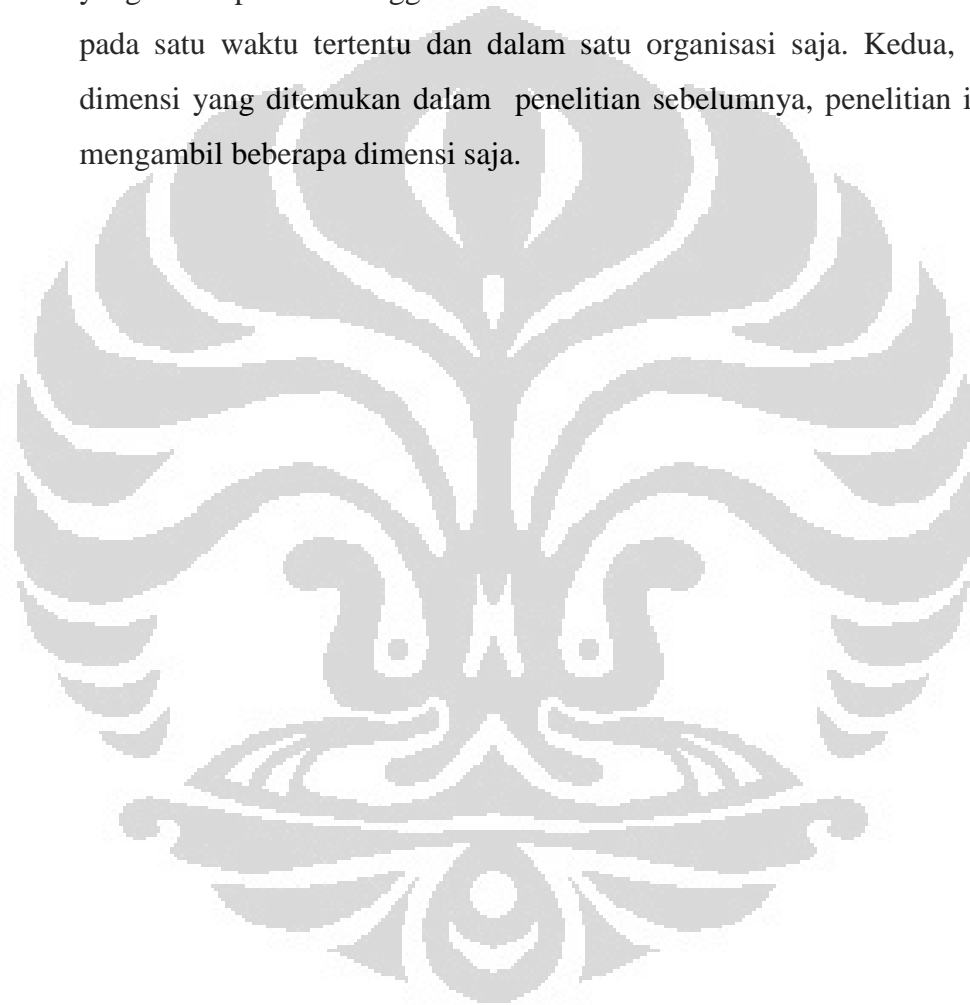 pada satu waktu tertentu dan dalam satu organisasi saja. Kedua,
dimensi yang ditemukan dalam penelitian sebelumnya, penelitian
mengambil beberapa dimensi saja.